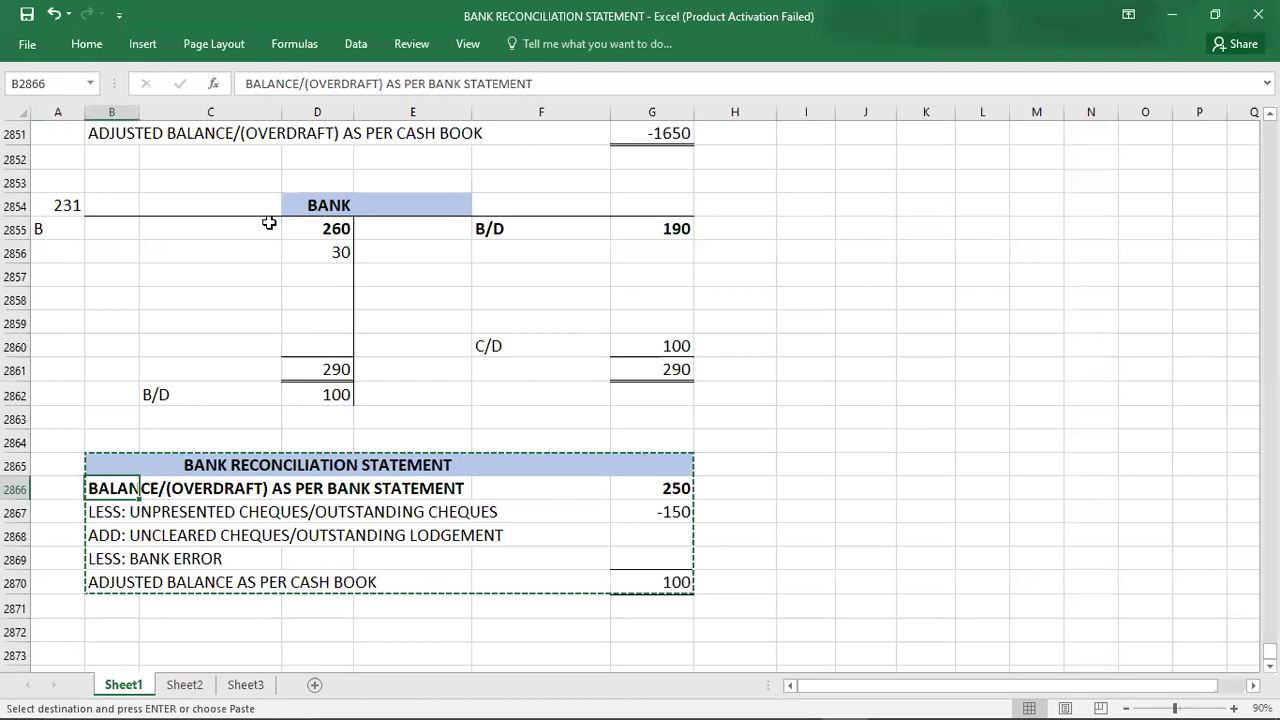 BANK RECONCILIATION STATEMENT - Excel (Product Activation Failed)
File Home Insert Page Layout Formulas Data Review View Tell me what you want to do... Share
B2866 fx BALANCE/(OVERDRAFT) AS PER BANK STATEMENT
A B C D E F G H I J K L M N O P Q
2851 ADJUSTED BALANCE/(OVERDRAFT) AS PER CASH BOOK -1650
2852
2853
2854 231 BANK
2855 B 260 B/D 190
2856 30
2857
2858
2859
2860 C/D 100
2861 290 290
2862 B/D 100
2863
2864
2865 BANK RECONCILIATION STATEMENT
2866 BALANCE/(OVERDRAFT) AS PER BANK STATEMENT 250
2867 LESS: UNPRESENTED CHEQUES/OUTSTANDING CHEQUES -150
2868 ADD: UNCLEARED CHEQUES/OUTSTANDING LODGEMENT
2869 LESS: BANK ERROR
2870 ADJUSTED BALANCE AS PER CASH BOOK 100
2871
2872
2873
Sheet1 Sheet2 Sheet3
Select destination and press ENTER or choose Paste 90%